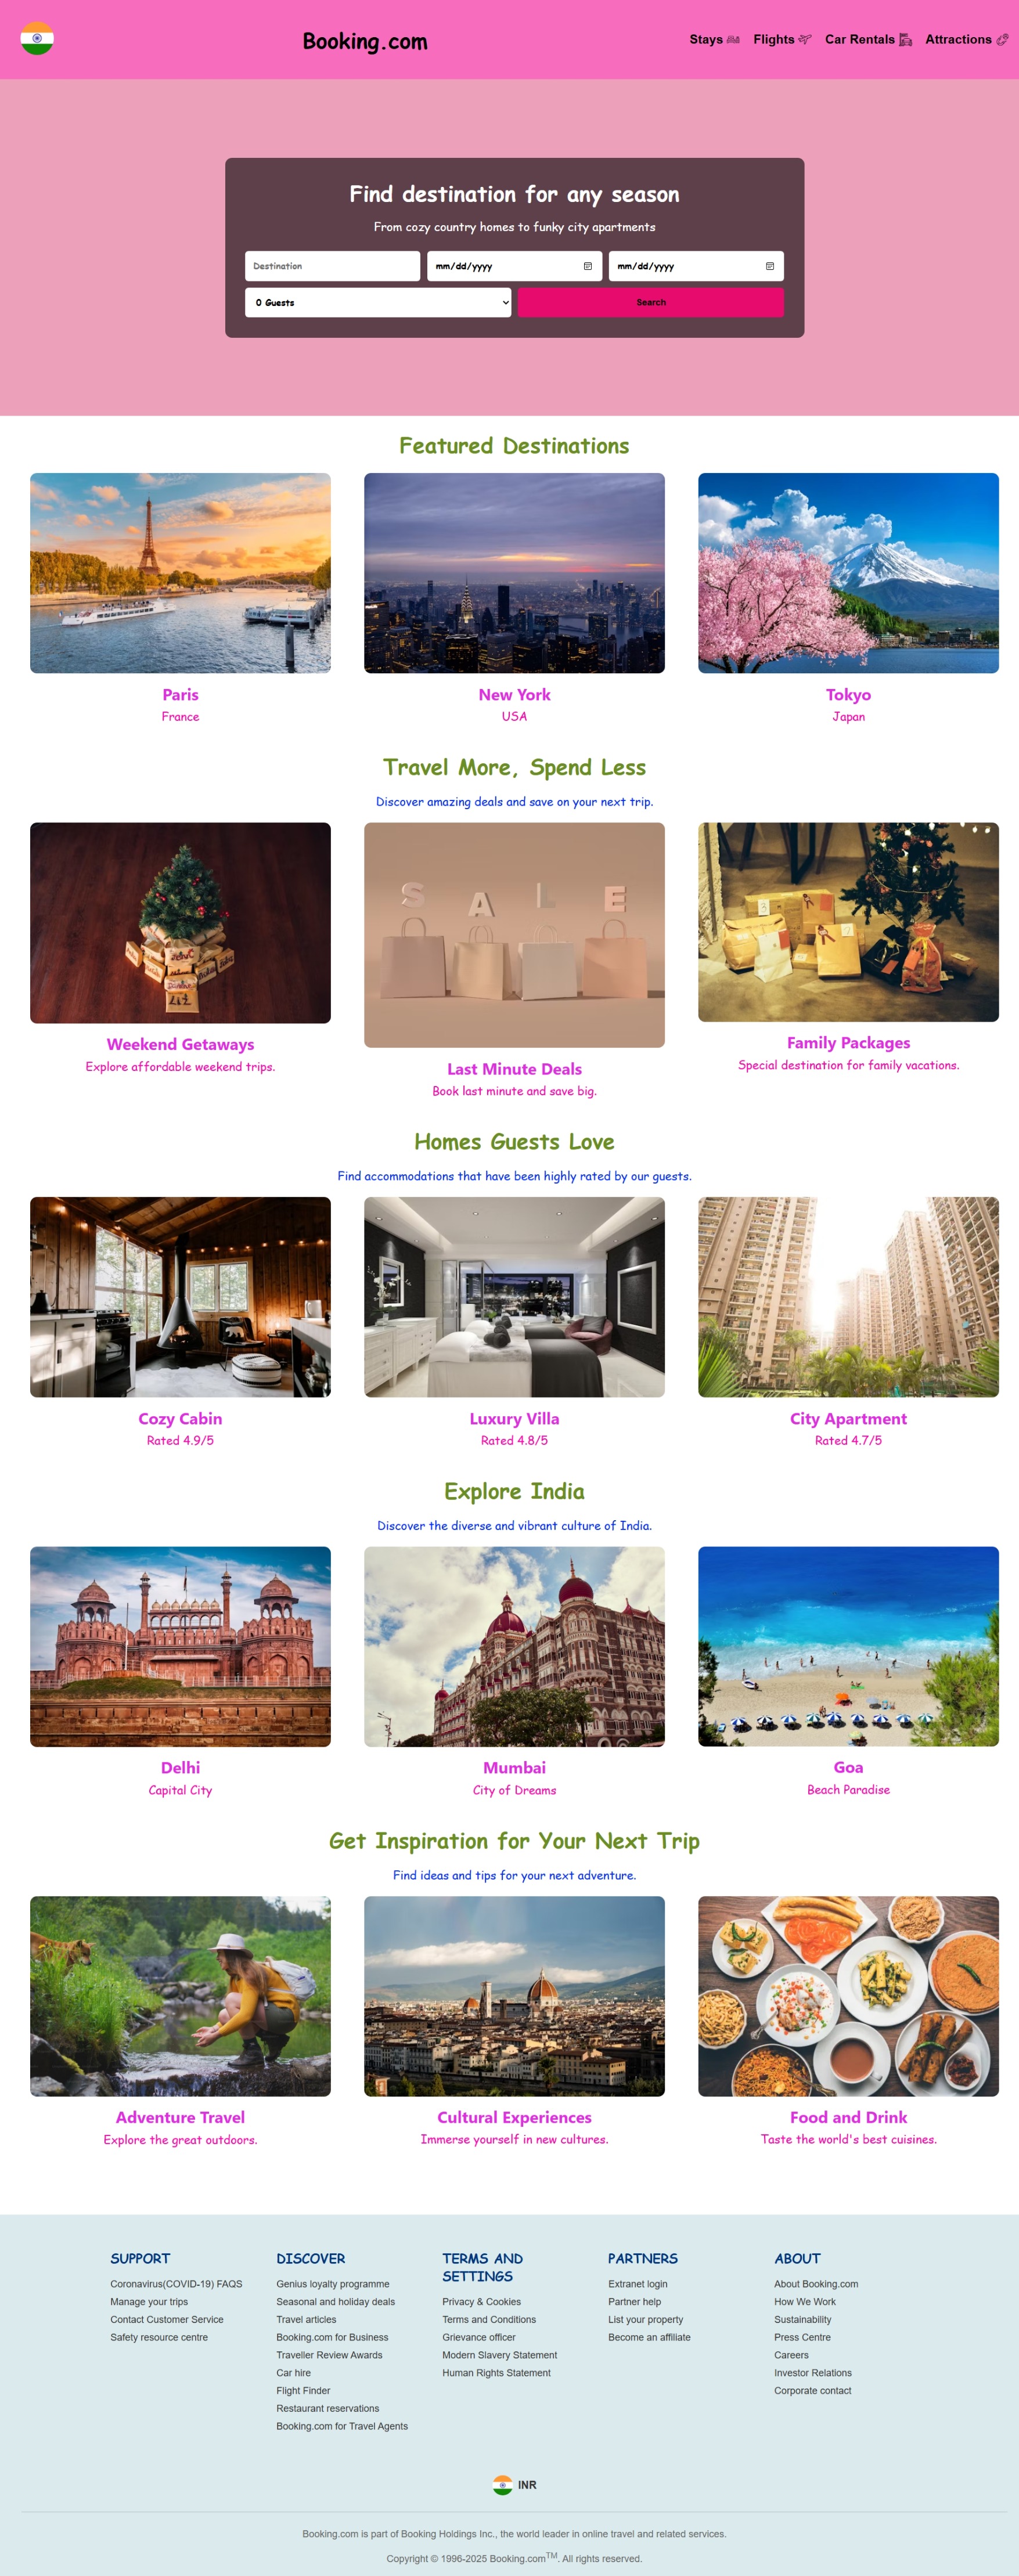 Booking.com
Stays
Flights
Car Rentals
Attractions
Find destination for any season
From cozy country homes to funky city apartments
Destination
mm/dd/yyyy
mm/dd/yyyy
0 Guests
Search
Featured Destinations
Paris
France
New York
USA
Tokyo
Japan
Travel More, Spend Less
Discover amazing deals and save on your next trip.
S A L E
Weekend Getaways
Explore affordable weekend trips.
Last Minute Deals
Book last minute and save big.
Family Packages
Special destination for family vacations.
Homes Guests Love
Find accommodations that have been highly rated by our guests.
Cozy Cabin
Rated 4.9/5
Luxury Villa
Rated 4.8/5
City Apartment
Rated 4.7/5
Explore India
Discover the diverse and vibrant culture of India.
Delhi
Capital City
Mumbai
City of Dreams
Goa
Beach Paradise
Get Inspiration for Your Next Trip
Find ideas and tips for your next adventure.
Adventure Travel
Explore the great outdoors.
Cultural Experiences
Immerse yourself in new cultures.
Food and Drink
Taste the world's best cuisines.
SUPPORT
Coronavirus(COVID-19) FAQS
Manage your trips
Contact Customer Service
Safety resource centre
DISCOVER
Genius loyalty programme
Seasonal and holiday deals
Travel articles
Booking.com for Business
Traveller Review Awards
Car hire
Flight Finder
Restaurant reservations
Booking.com for Travel Agents
TERMS AND
SETTINGS
Privacy & Cookies
Terms and Conditions
Grievance officer
Modern Slavery Statement
Human Rights Statement
PARTNERS
Extranet login
Partner help
List your property
Become an affiliate
ABOUT
About Booking.com
How We Work
Sustainability
Press Centre
Careers
Investor Relations
Corporate contact
INR
Booking.com is part of Booking Holdings Inc., the world leader in online travel and related services.
Copyright © 1996-2025 Booking.com™. All rights reserved.